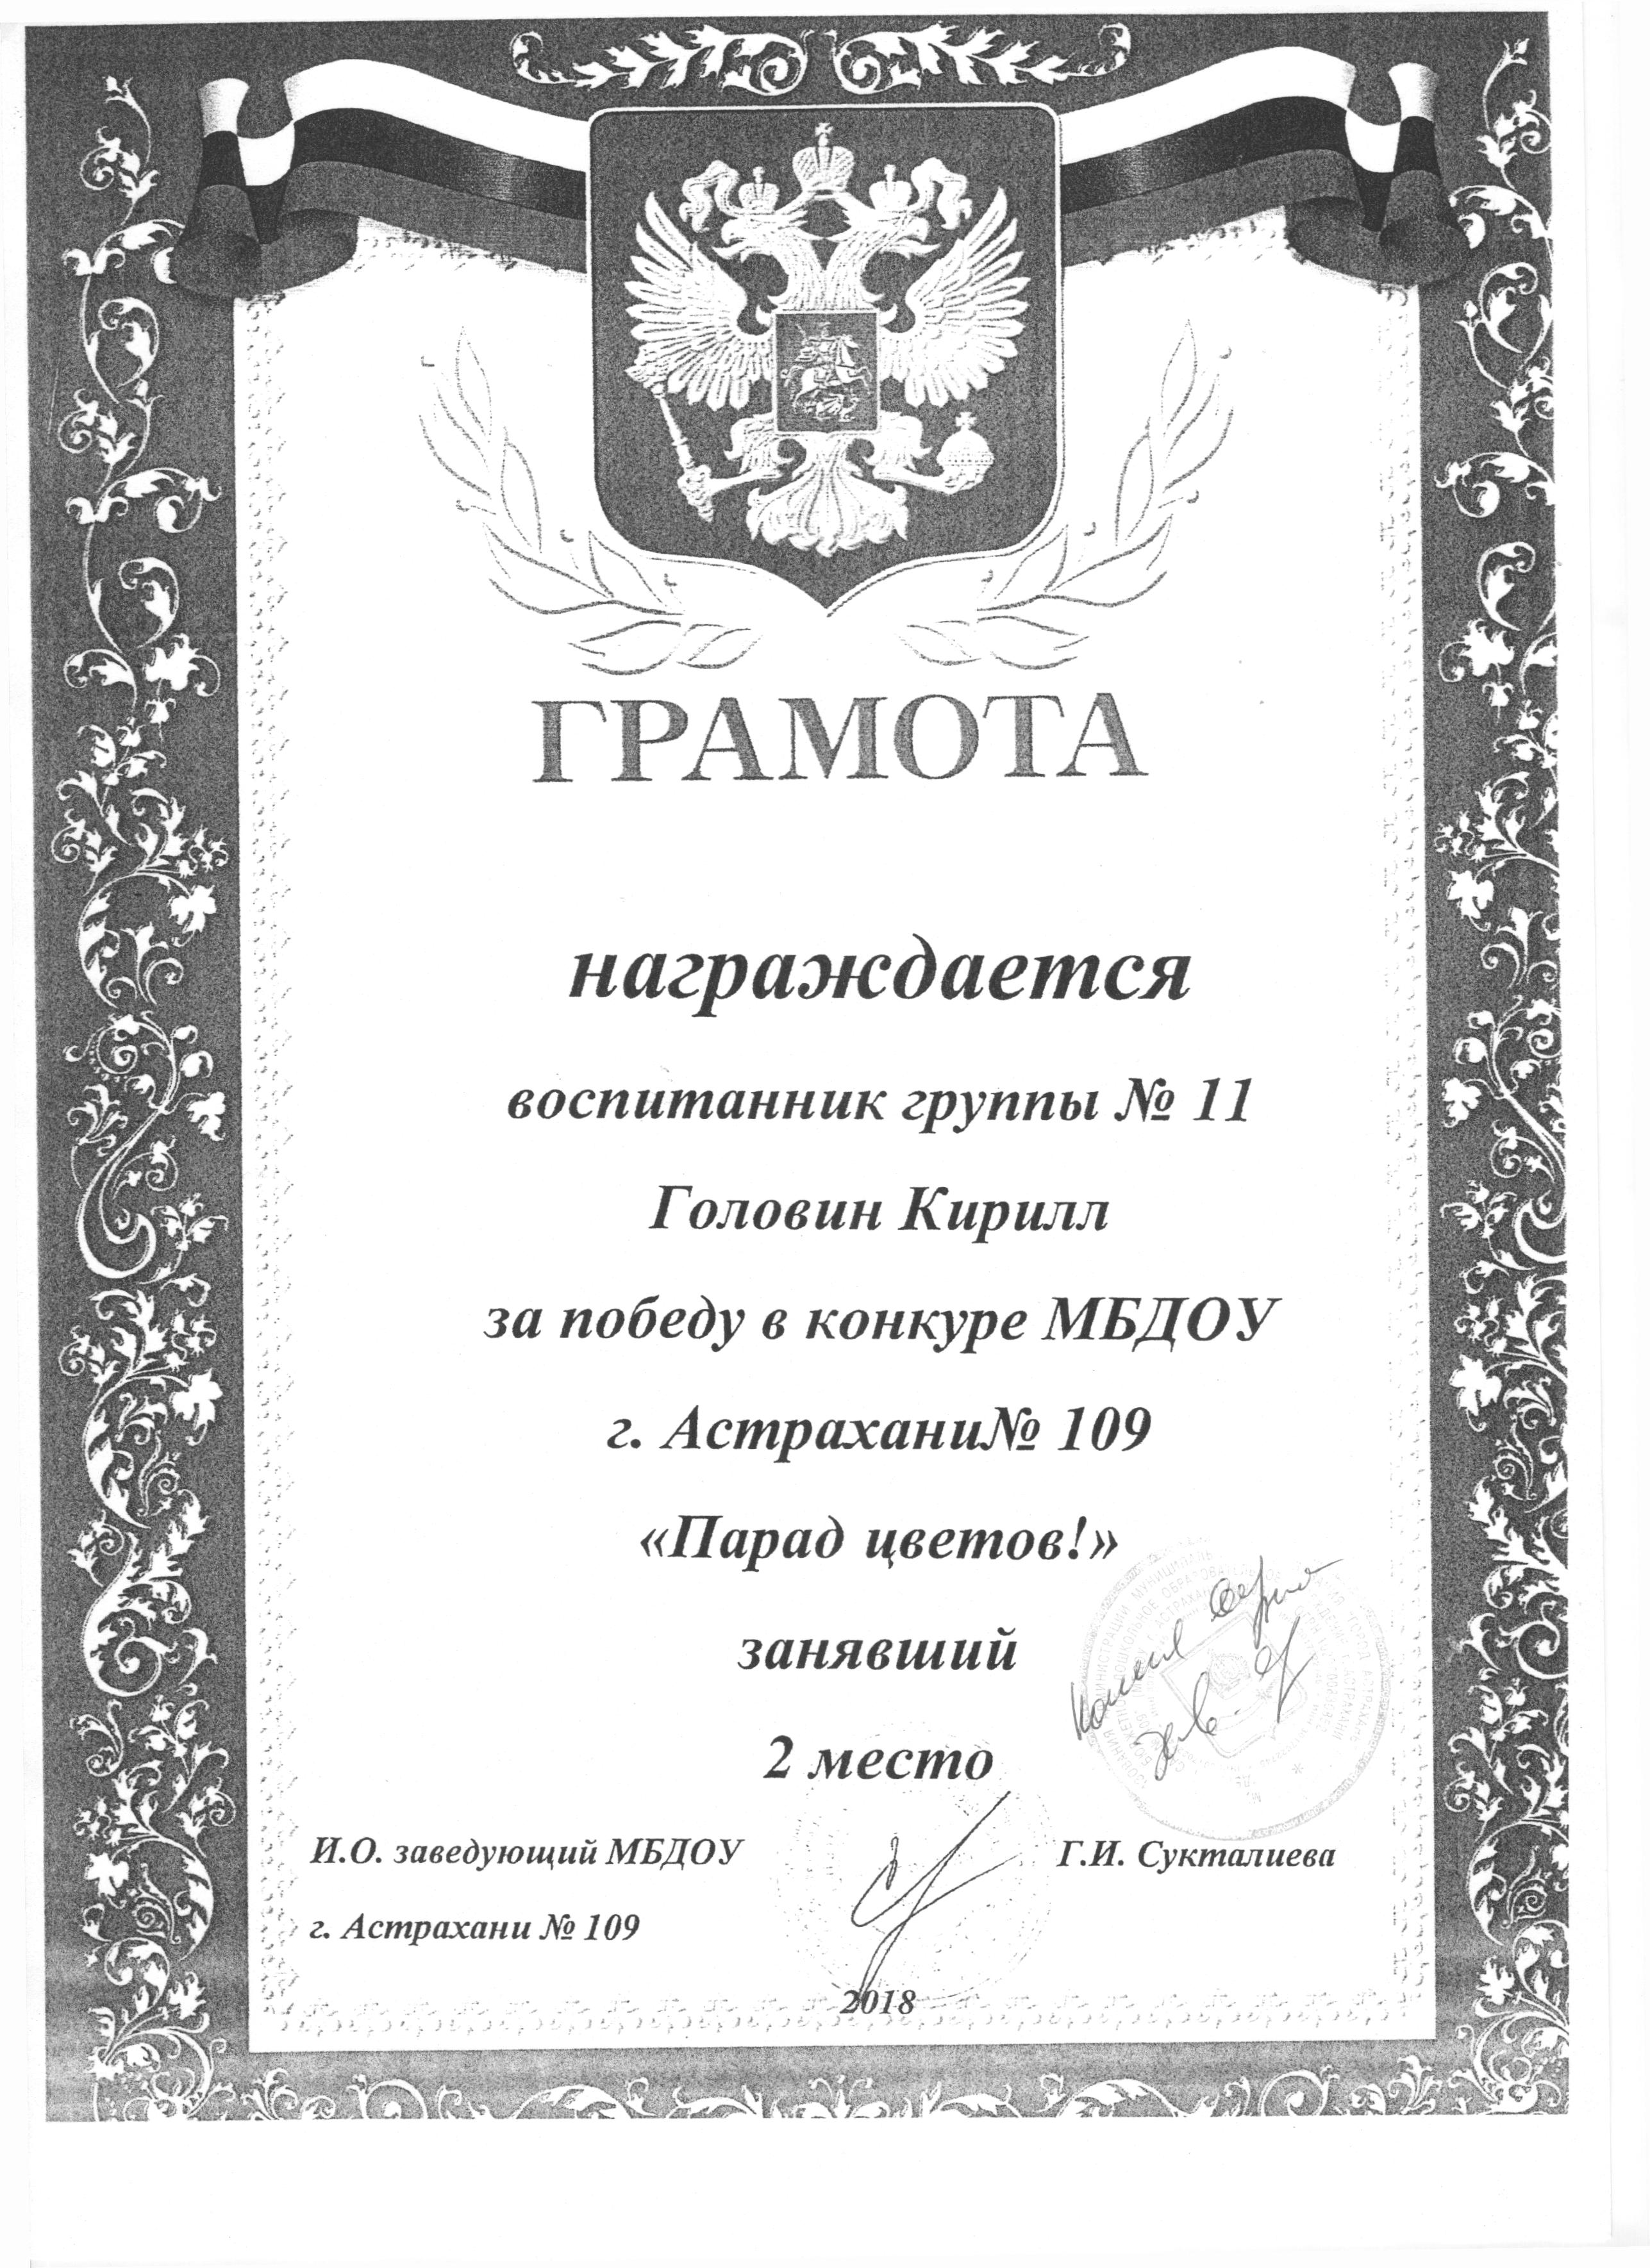 ГРАМОТА
награждается
воспитанник группы № 11
Головин Кирилл
за победу в конкуре МБДОУ
г. Астрахани№ 109
«Парад цветов!»
занявший
2 место
И.О. заведующий МБДОУ
Г.И. Сукталиева
г. Астрахани № 109
2018